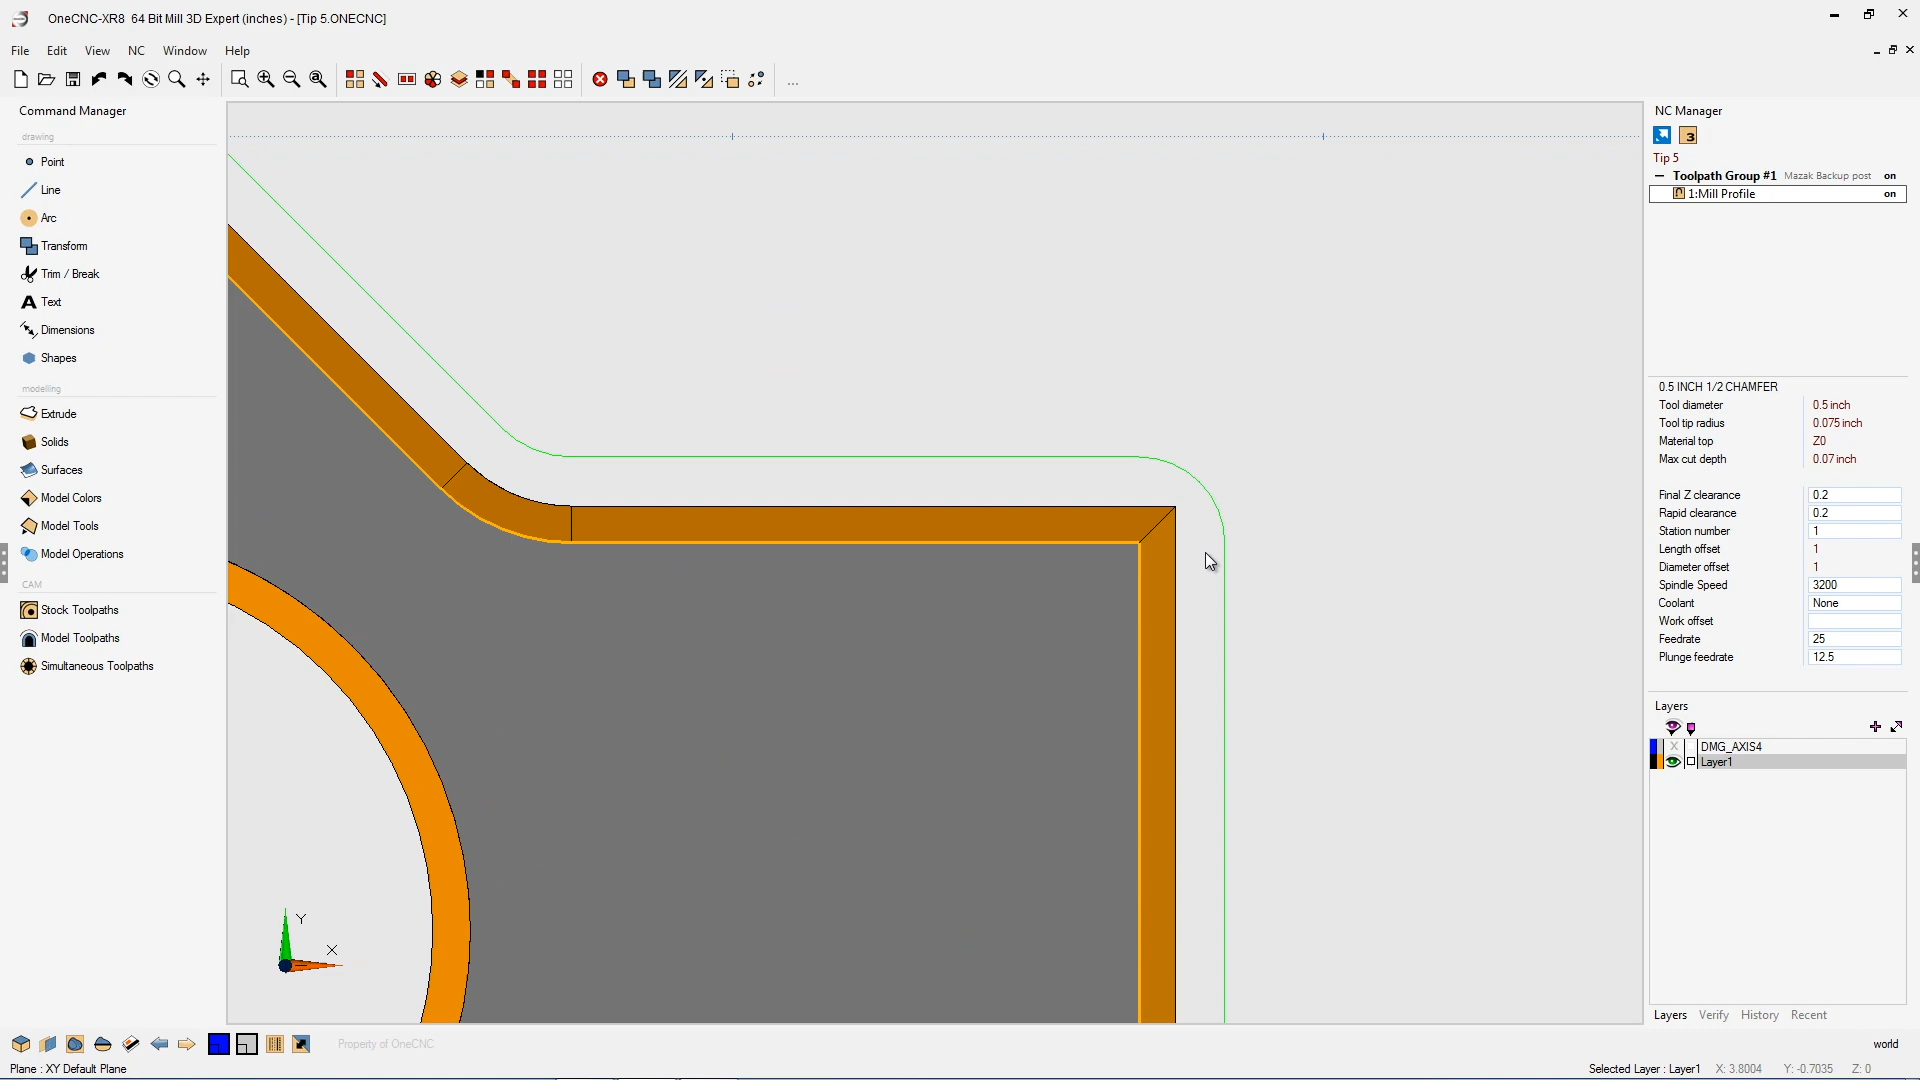 OneCNC-XR8 64 Bit Mill 3D Expert (inches) - [Tip 5.ONECNC]
File Edit View NC Window Help
...
Command Manager
drawing
Point
Line
Arc
Transform
Trim / Break
A Text
Dimensions
Shapes
modelling
Extrude
Solids
Surfaces
Model Colors
Model Tools
Model Operations
CAM
Stock Toolpaths
Model Toolpaths
Simultaneous Toolpaths
Y
X
NC Manager
3
Tip 5
Toolpath Group #1 Mazak Backup post on
1:Mill Profile on
0.5 INCH 1/2 CHAMFER
Tool diameter 0.5 inch
Tool tip radius 0.075 inch
Material top Z0
Max cut depth 0.07 inch
Final Z clearance 0.2
Rapid clearance 0.2
Station number 1
Length offset 1
Diameter offset 1
Spindle Speed 3200
Coolant None
Work offset
Feedrate 25
Plunge feedrate 12.5
Layers
X DMG_AXIS4
Layer1
Layers Verify History Recent
Property of OneCNC
world
Plane : XY Default Plane
Selected Layer : Layer1 X: 3.8004 Y: -0.7035 Z: 0